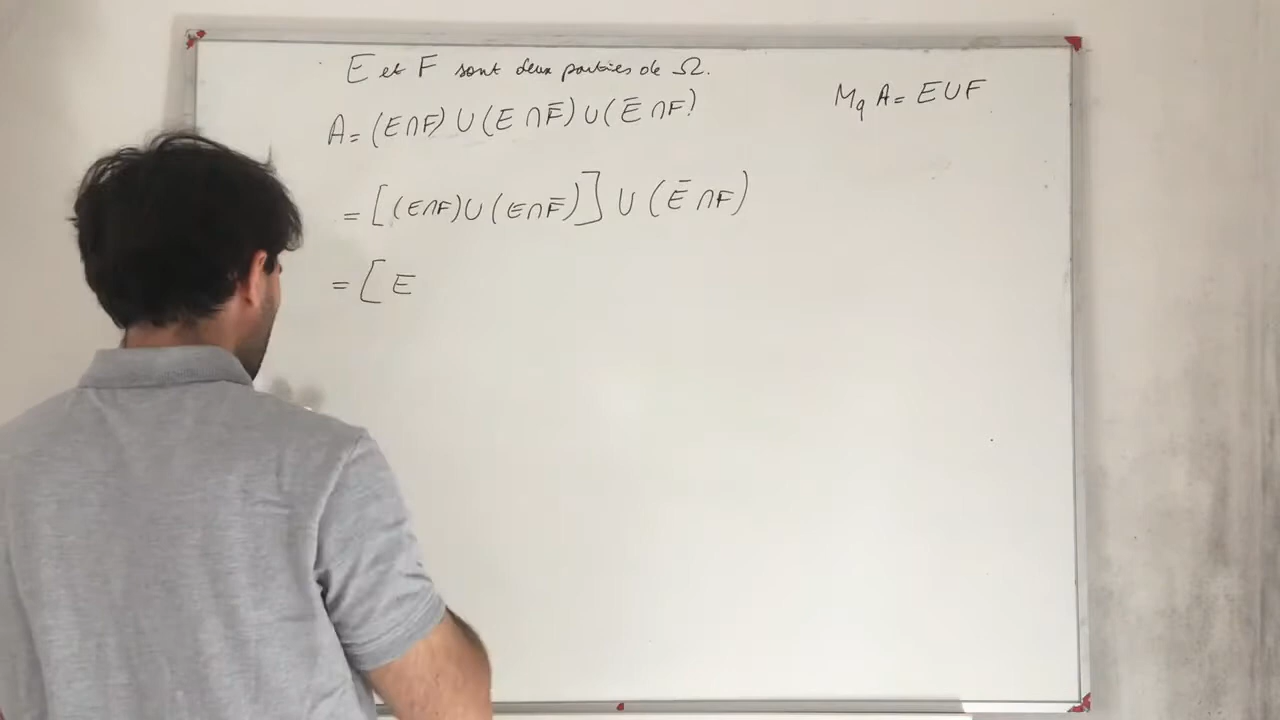 E et F sont deux parties de Ω.
A = (E∩F) ∪ (E ∩ F̄) ∪ (Ē ∩ F)
Mq A = E ∪ F
= [(E∩F) ∪ (E∩F̄)] ∪ (Ē ∩ F)
= [ E